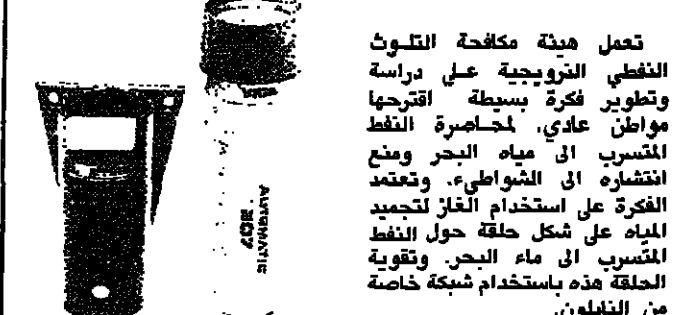 تعمل هيئة مكافحة التلوث
النفطي النرويجية على دراسة
وتطوير فكرة بسيطة اقترحها
مواطن عادي، لمحاصرة النفط
المتسرب الى مياه البحر ومنع
انتشاره الى الشواطىء. وتعتمد
الفكرة على استخدام الغاز لتجميد
المياه على شكل حلقة حول النفط
المتسرب الى ماء البحر. وتقوية
الحلقة هذه باستخدام شبكة خاصة
من النايلون.
AUTOMATIC